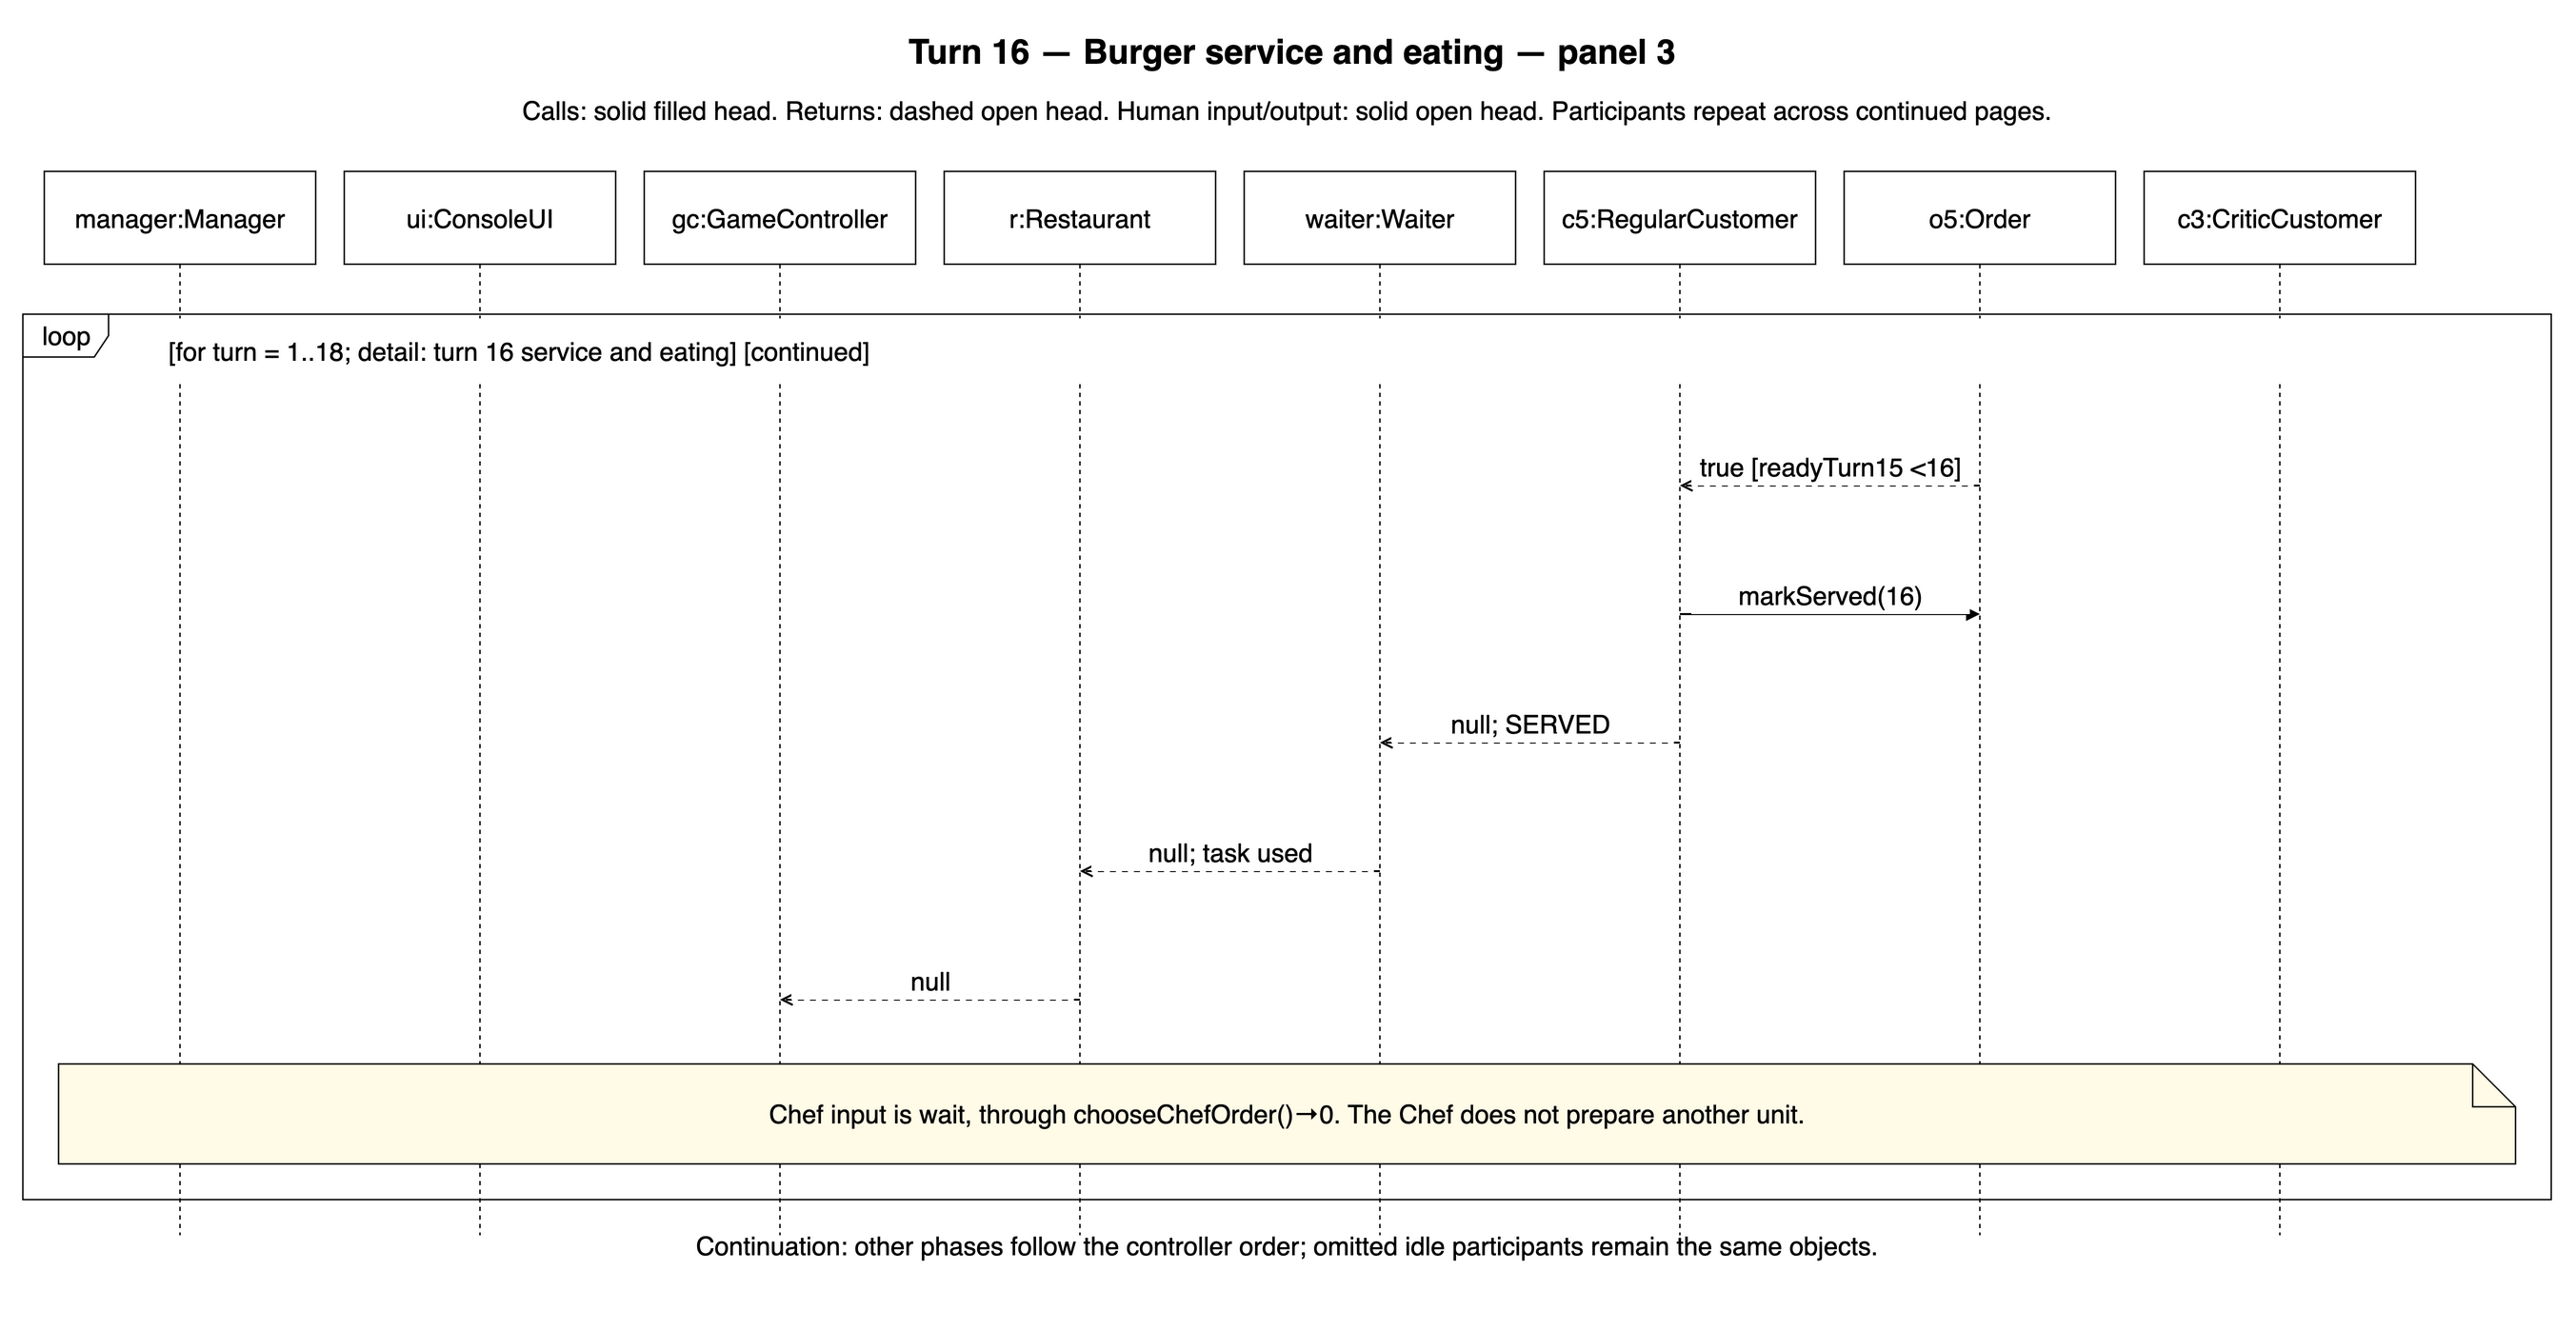 Turn 16 — Burger service and eating — panel 3
Calls: solid filled head. Returns: dashed open head. Human input/output: solid open head. Participants repeat across continued pages.
manager:Manager
ui:ConsoleUI
gc:GameController
r:Restaurant
waiter:Waiter
c5:RegularCustomer
o5:Order
c3:CriticCustomer
loop
[for turn = 1..18; detail: turn 16 service and eating] [continued]
true [readyTurn15 <16]
markServed(16)
null; SERVED
null; task used
null
Chef input is wait, through chooseChefOrder()→0. The Chef does not prepare another unit.
Continuation: other phases follow the controller order; omitted idle participants remain the same objects.